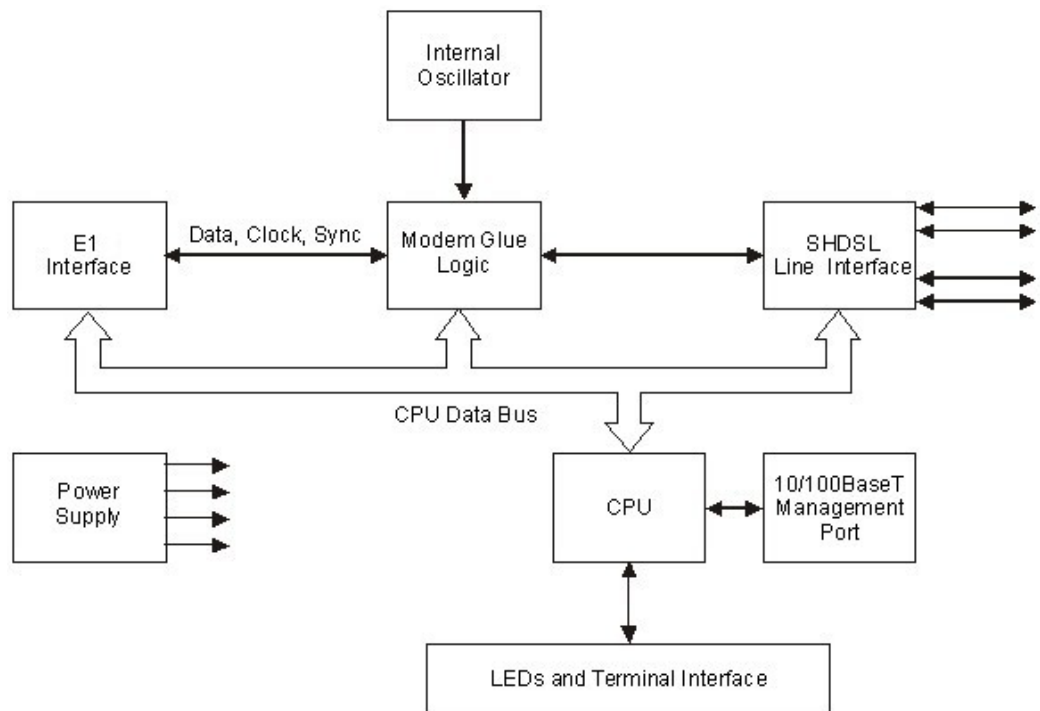 Internal
Oscillator
E1
Interface
Data, Clock, Sync
Modem Glue
Logic
SHDSL
Line Interface
CPU Data Bus
Power
Supply
CPU
10/100BaseT
Management
Port
LEDs and Terminal Interface